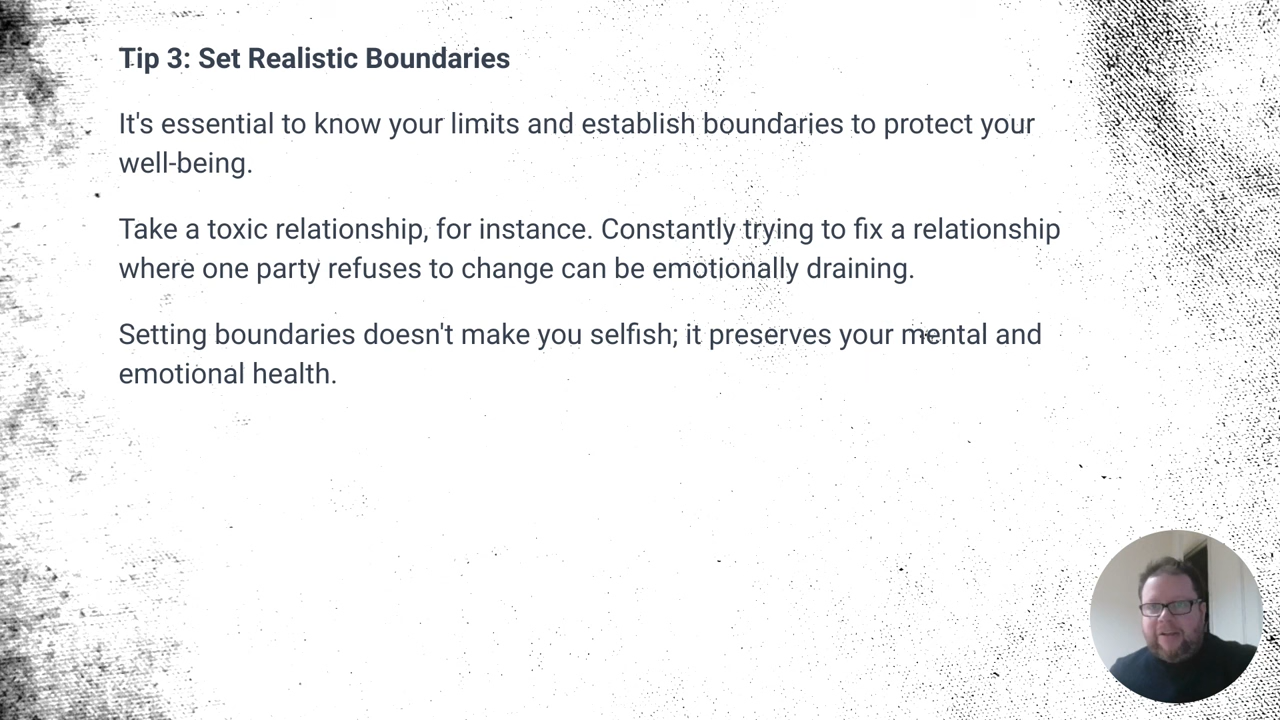 Tip 3: Set Realistic Boundaries
It's essential to know your limits and establish boundaries to protect your
well-being.
Take a toxic relationship, for instance. Constantly trying to fix a relationship
where one party refuses to change can be emotionally draining.
Setting boundaries doesn't make you selfish; it preserves your mental and
emotional health.